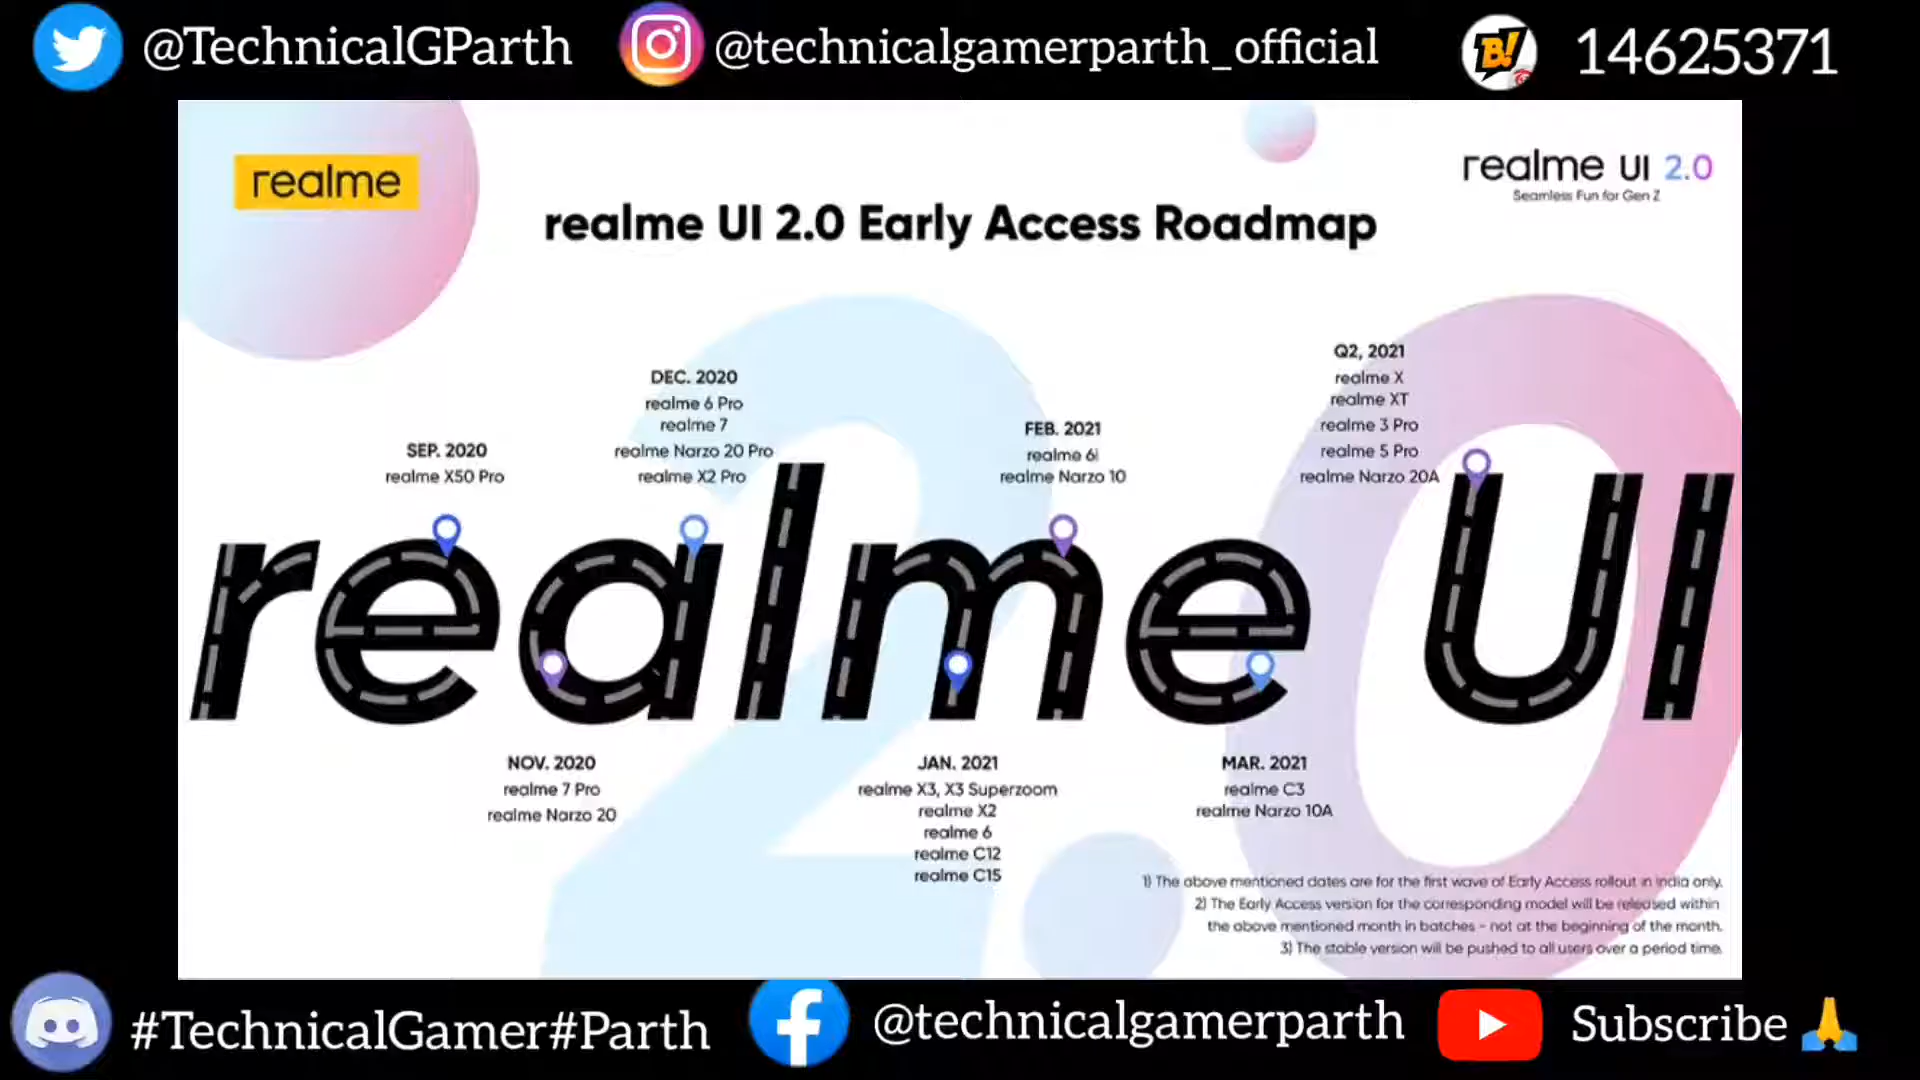 @TechnicalGParth
@technicalgamerparth_official
B!
14625371
realme
realme UI 2.0
Seamless Fun for Gen Z
realme UI 2.0 Early Access Roadmap
SEP. 2020
realme X50 Pro
DEC. 2020
realme 6 Pro
realme 7
realme Narzo 20 Pro
realme X2 Pro
FEB. 2021
realme 6i
realme Narzo 10
Q2, 2021
realme X
realme XT
realme 3 Pro
realme 5 Pro
realme Narzo 20A
2.0
realme UI
NOV. 2020
realme 7 Pro
realme Narzo 20
JAN. 2021
realme X3, X3 Superzoom
realme X2
realme 6
realme C12
realme C15
MAR. 2021
realme C3
realme Narzo 10A
1) The above mentioned dates are for the first wave of Early Access rollout in India only.
2) The Early Access version for the corresponding model will be released within
the above mentioned month in batches - not at the beginning of the month.
3) The stable version will be pushed to all users over a period time.
#TechnicalGamer#Parth
@technicalgamerparth
Subscribe